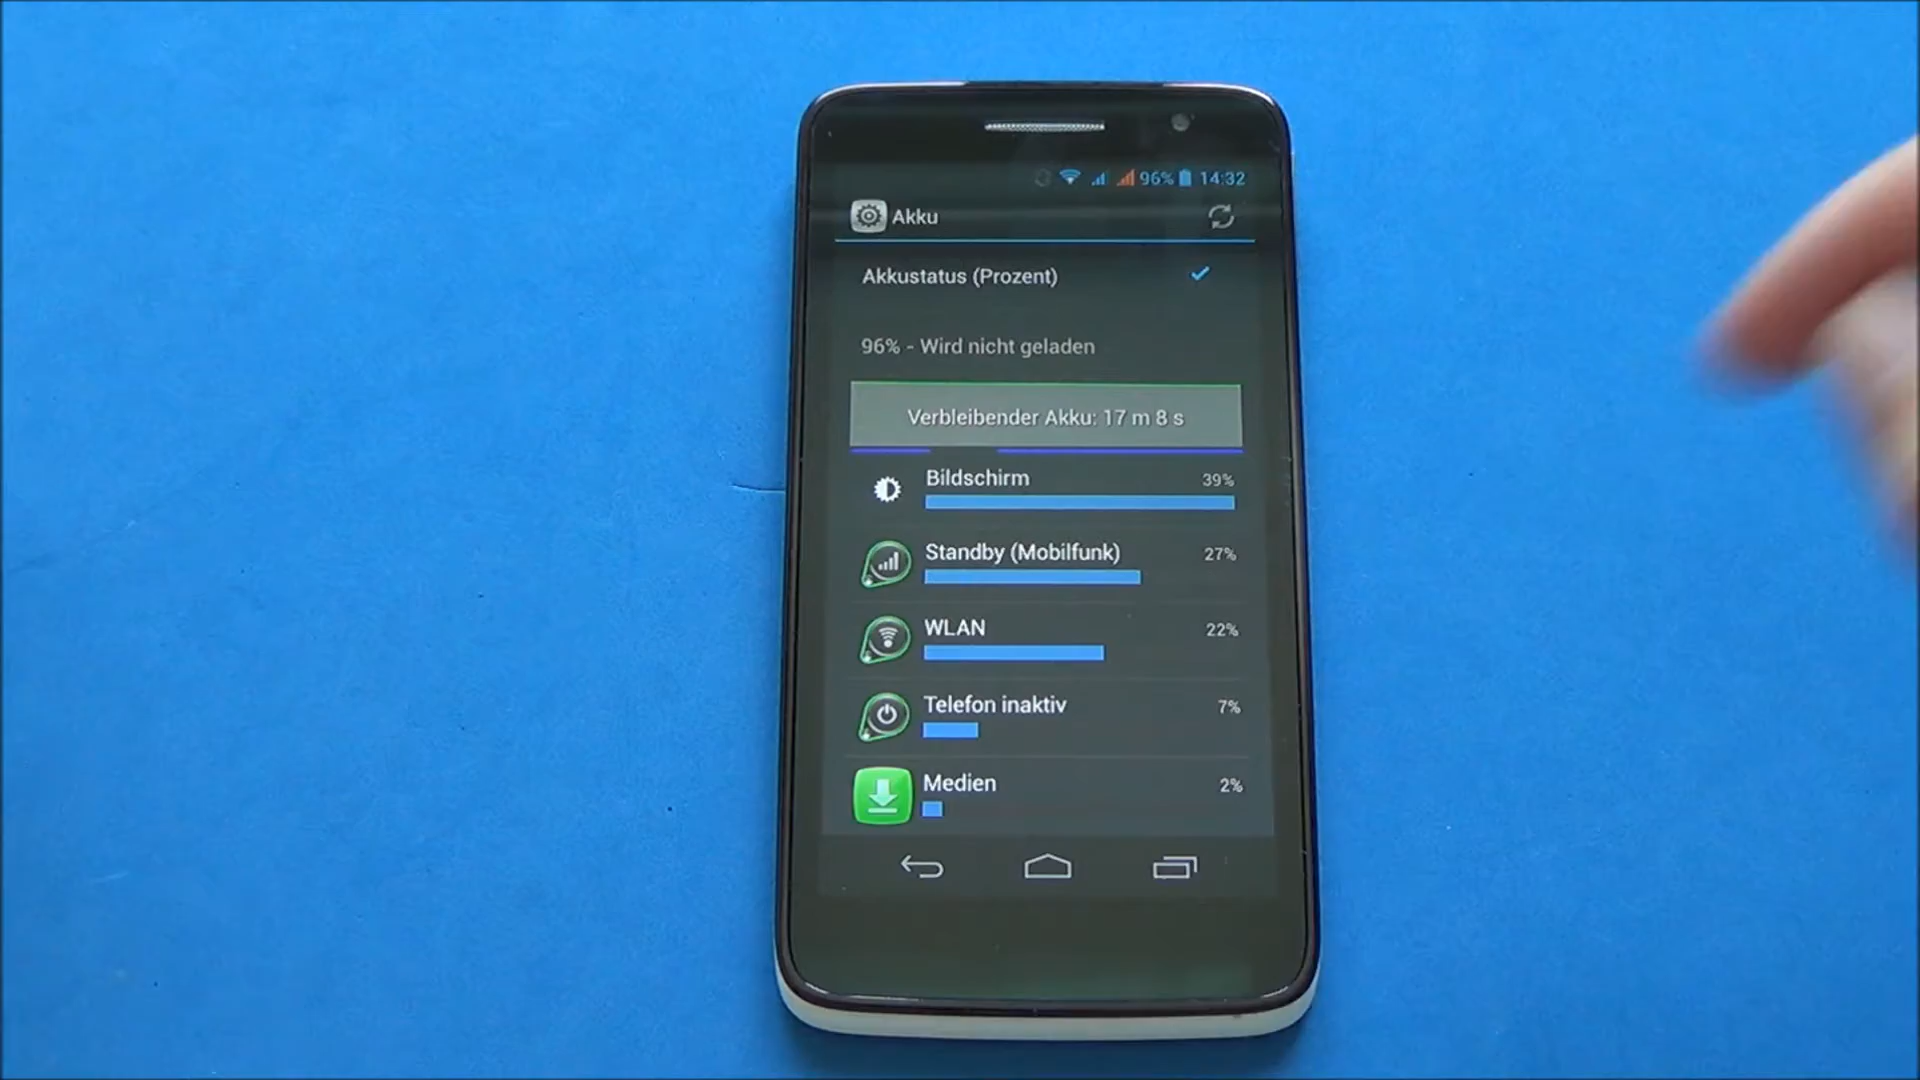 96% 14:32
Akku
Akkustatus (Prozent)
96% - Wird nicht geladen
Verbleibender Akku: 17 m 8 s
Bildschirm 39%
Standby (Mobilfunk) 27%
WLAN 22%
Telefon inaktiv 7%
Medien 2%